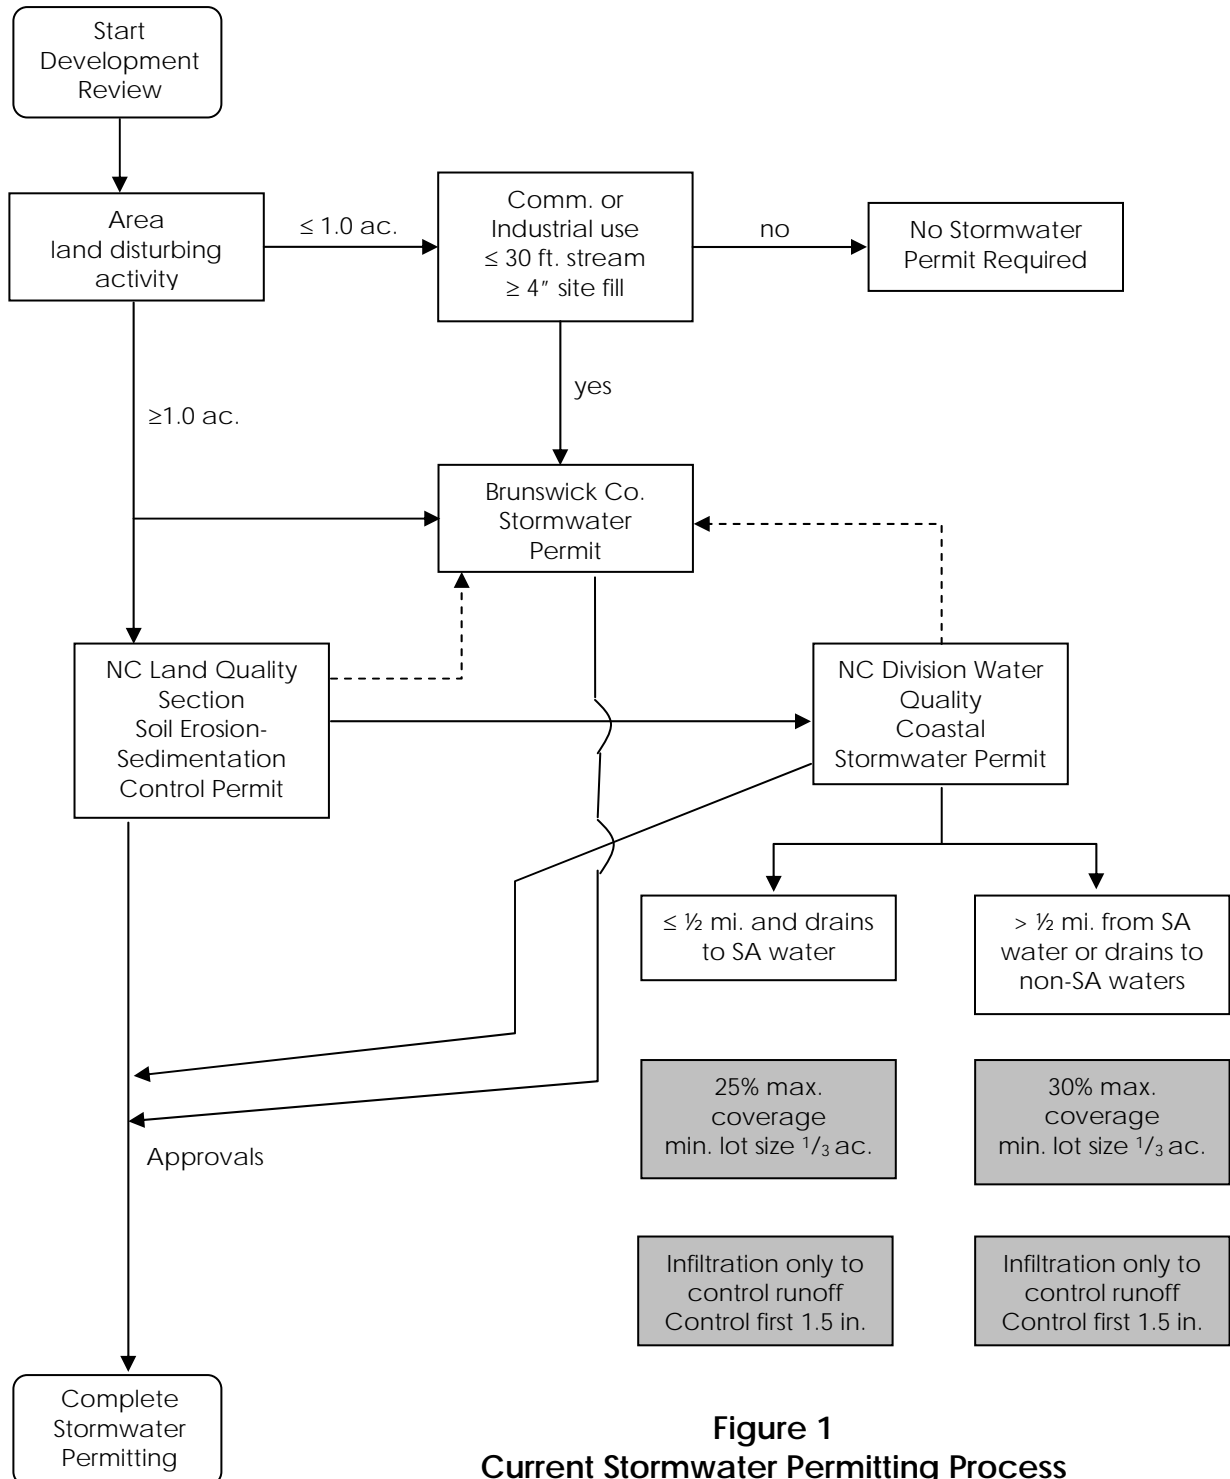 Start
Development
Review
Area
land disturbing
activity
≤ 1.0 ac.
Comm. or
Industrial use
≤ 30 ft. stream
≥ 4” site fill
no
No Stormwater
Permit Required
yes
≥1.0 ac.
Brunswick Co.
Stormwater
Permit
NC Land Quality
Section
Soil Erosion-
Sedimentation
Control Permit
NC Division Water
Quality
Coastal
Stormwater Permit
≤ ½ mi. and drains
to SA water
> ½ mi. from SA
water or drains to
non-SA waters
25% max.
coverage
min. lot size ¹/₃ ac.
30% max.
coverage
min. lot size ¹/₃ ac.
Approvals
Infiltration only to
control runoff
Control first 1.5 in.
Infiltration only to
control runoff
Control first 1.5 in.
Complete
Stormwater
Permitting
Figure 1
Current Stormwater Permitting Process